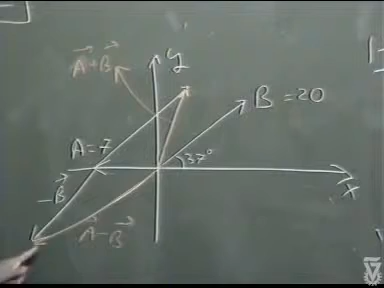 A⃗+B⃗
y
B = 20
A = 7
37°
-B⃗
x
A⃗-B⃗